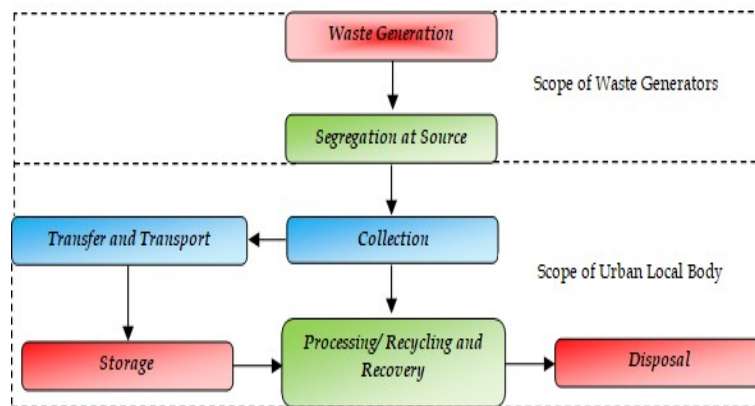 Waste Generation
Scope of Waste Generators
Segregation at Source
Transfer and Transport
Collection
Scope of Urban Local Body
Storage
Processing/ Recycling and
Recovery
Disposal